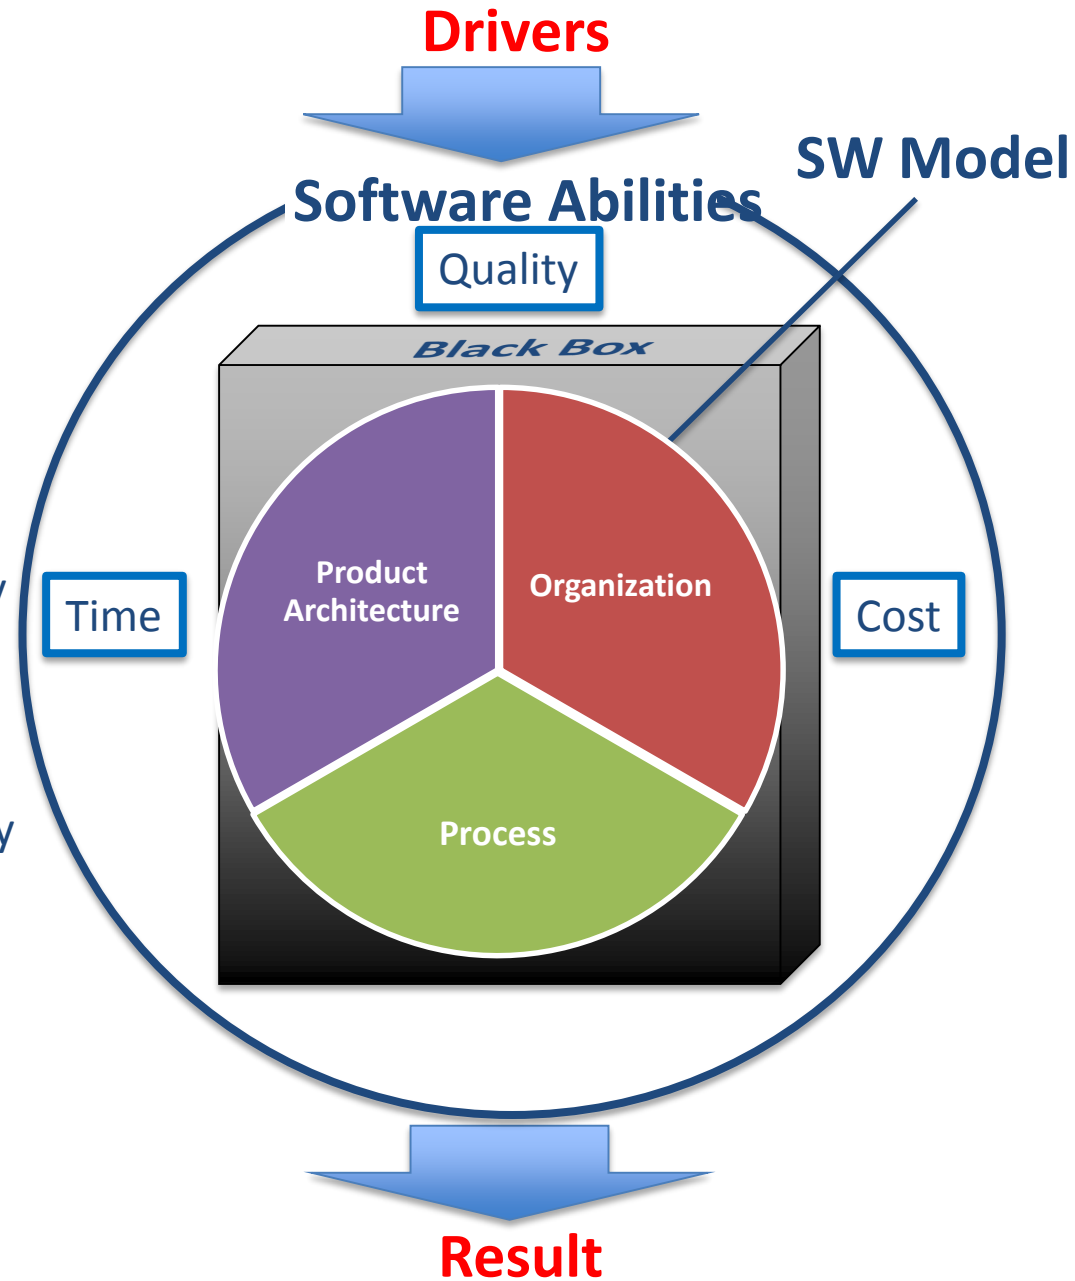 Drivers
SW Model
Software Abilities
Quality
Black Box
Product
Architecture
Organization
Time
Cost
Process
y
y
Result